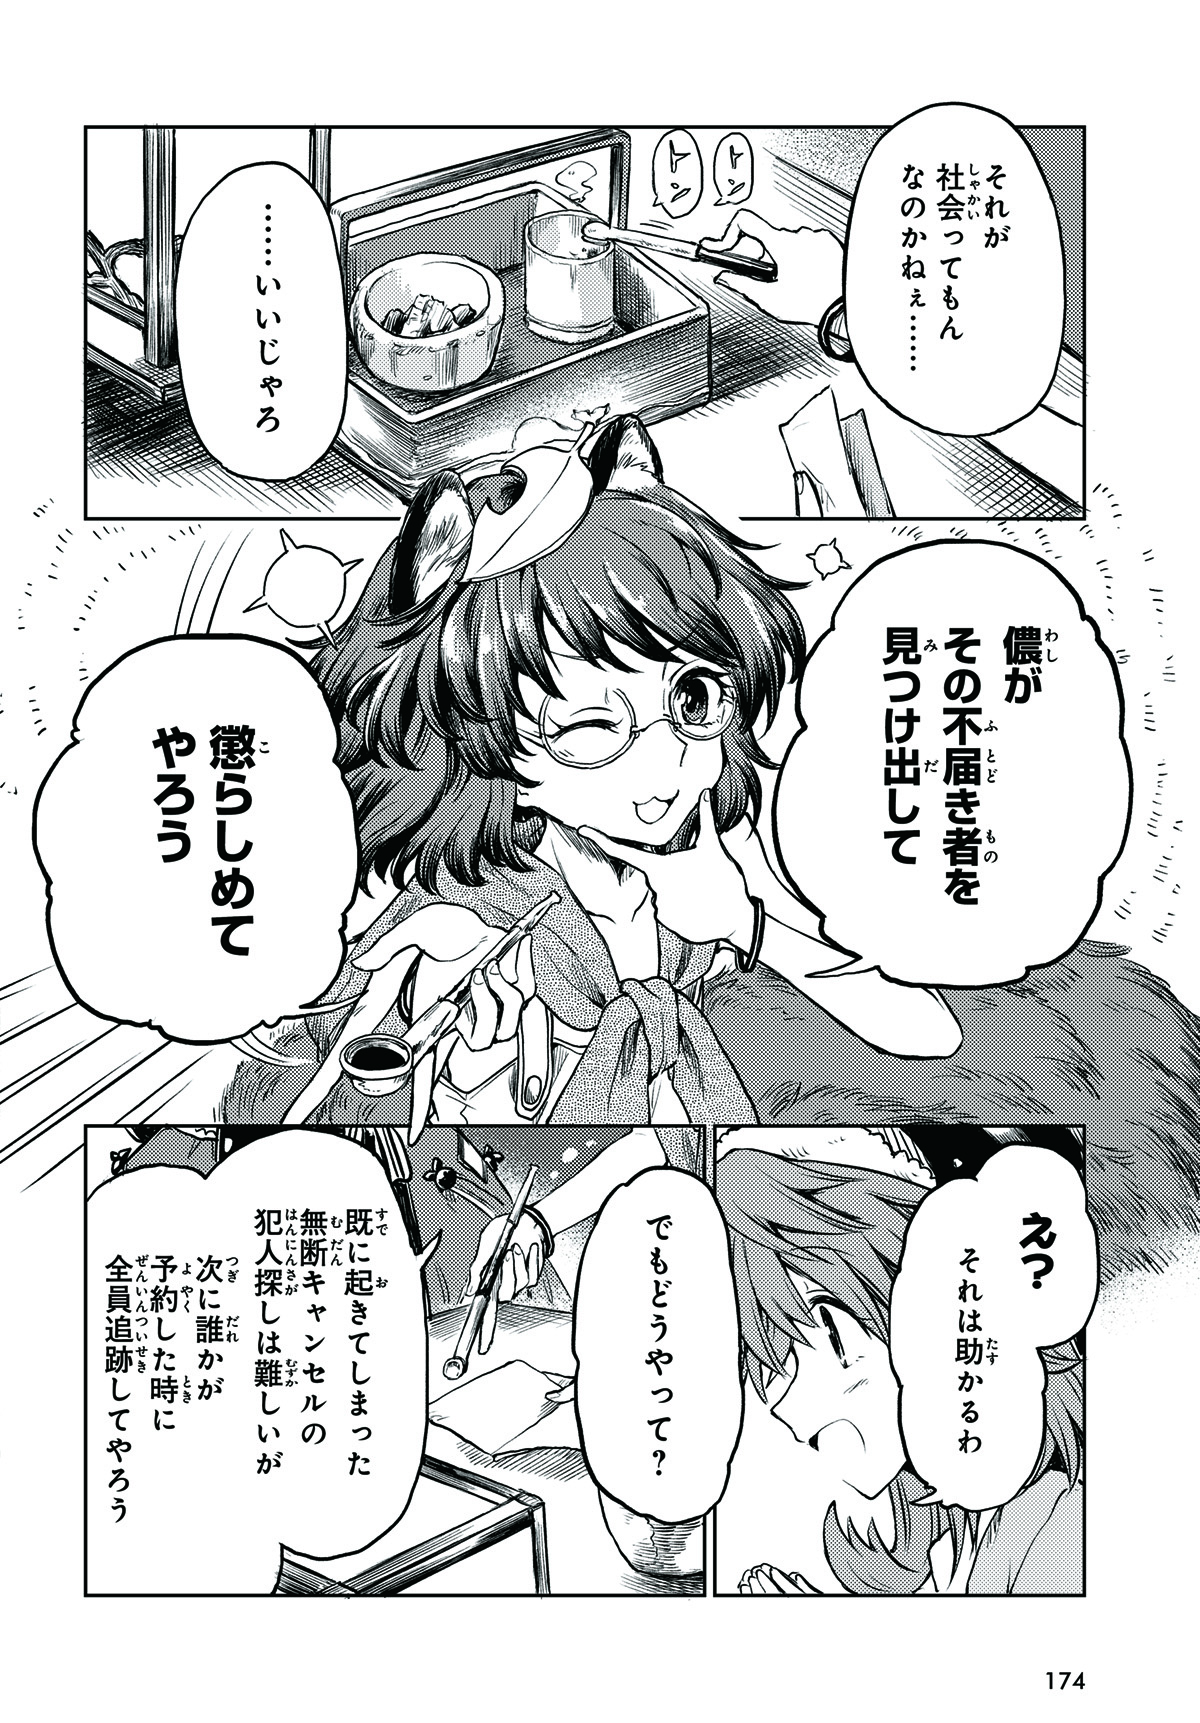 それが
社会ってもん
なのかねぇ……
トン
トン
……いいじゃろ
儂が
その不届き者を
見つけ出して
懲らしめて
やろう
え?
それは助かるわ
でもどうやって?
既に起きてしまった
無断キャンセルの
犯人探しは難しいが
次に誰かが
予約した時に
全員追跡してやろう
174